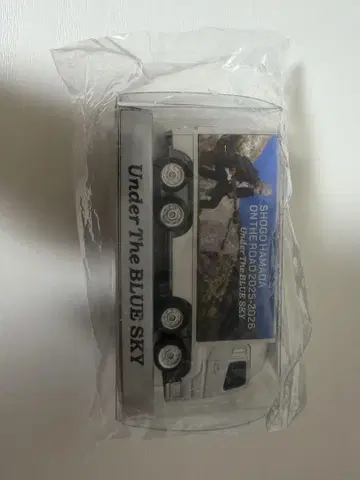 SHOGO HAMADA
ON THE ROAD 2025-2026
Under The BLUE SKY
Under The BLUE SKY